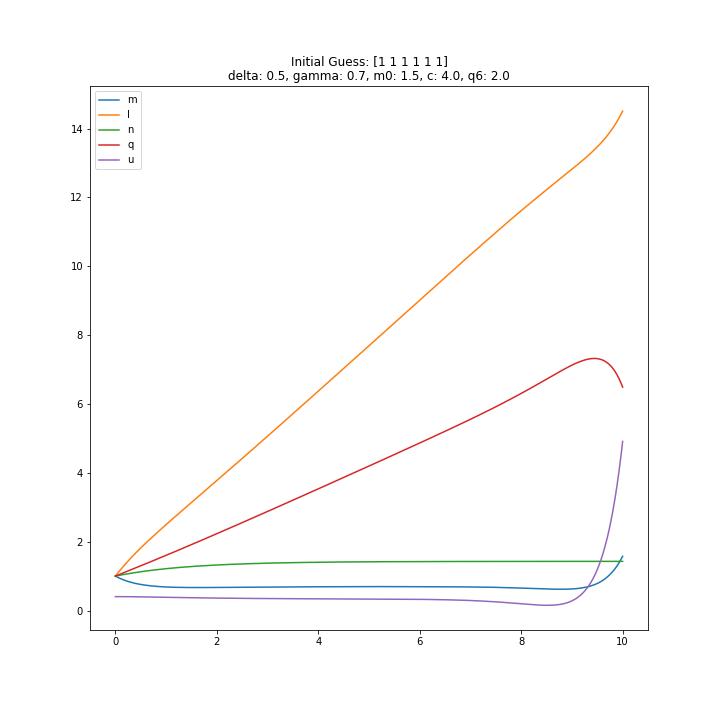 Initial Guess: [1 1 1 1 1 1]
delta: 0.5, gamma: 0.7, m0: 1.5, c: 4.0, q6: 2.0
m
l
n
q
u
14
12
10
8
6
4
2
0
0 2 4 6 8 10